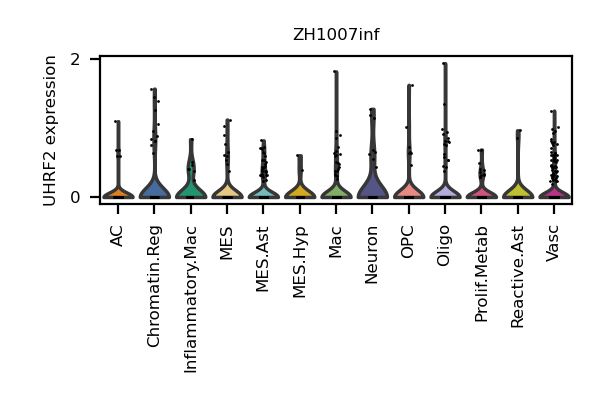 ZH1007inf
UHRF2 expression
2
0
AC
Chromatin.Reg
Inflammatory.Mac
MES
MES.Ast
MES.Hyp
Mac
Neuron
OPC
Oligo
Prolif.Metab
Reactive.Ast
Vasc